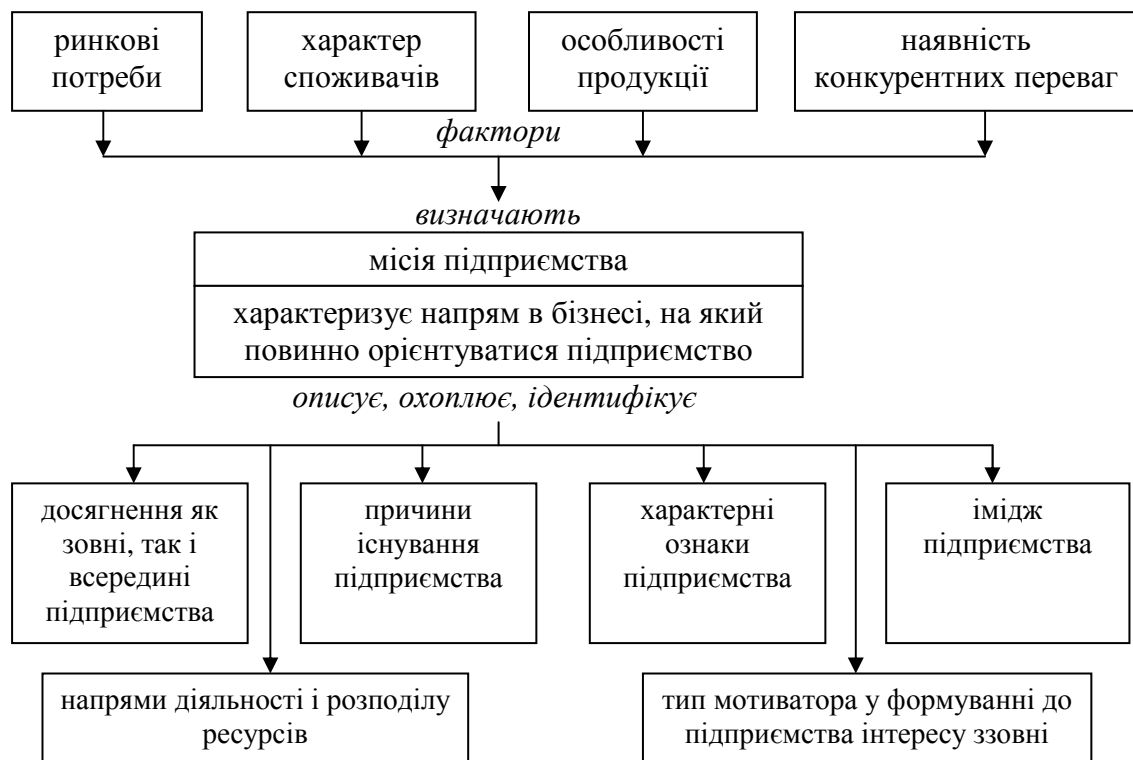 ринкові
потреби
характер
споживачів
особливості
продукції
наявність
конкурентних переваг
фактори
визначають
місія підприємства
характеризує напрям в бізнесі, на який
повинно орієнтуватися підприємство
описує, охоплює, ідентифікує
досягнення як
зовні, так і
всередині
підприємства
причини
існування
підприємства
характерні
ознаки
підприємства
імідж
підприємства
напрями діяльності і розподілу
ресурсів
тип мотиватора у формуванні до
підприємства інтересу ззовні